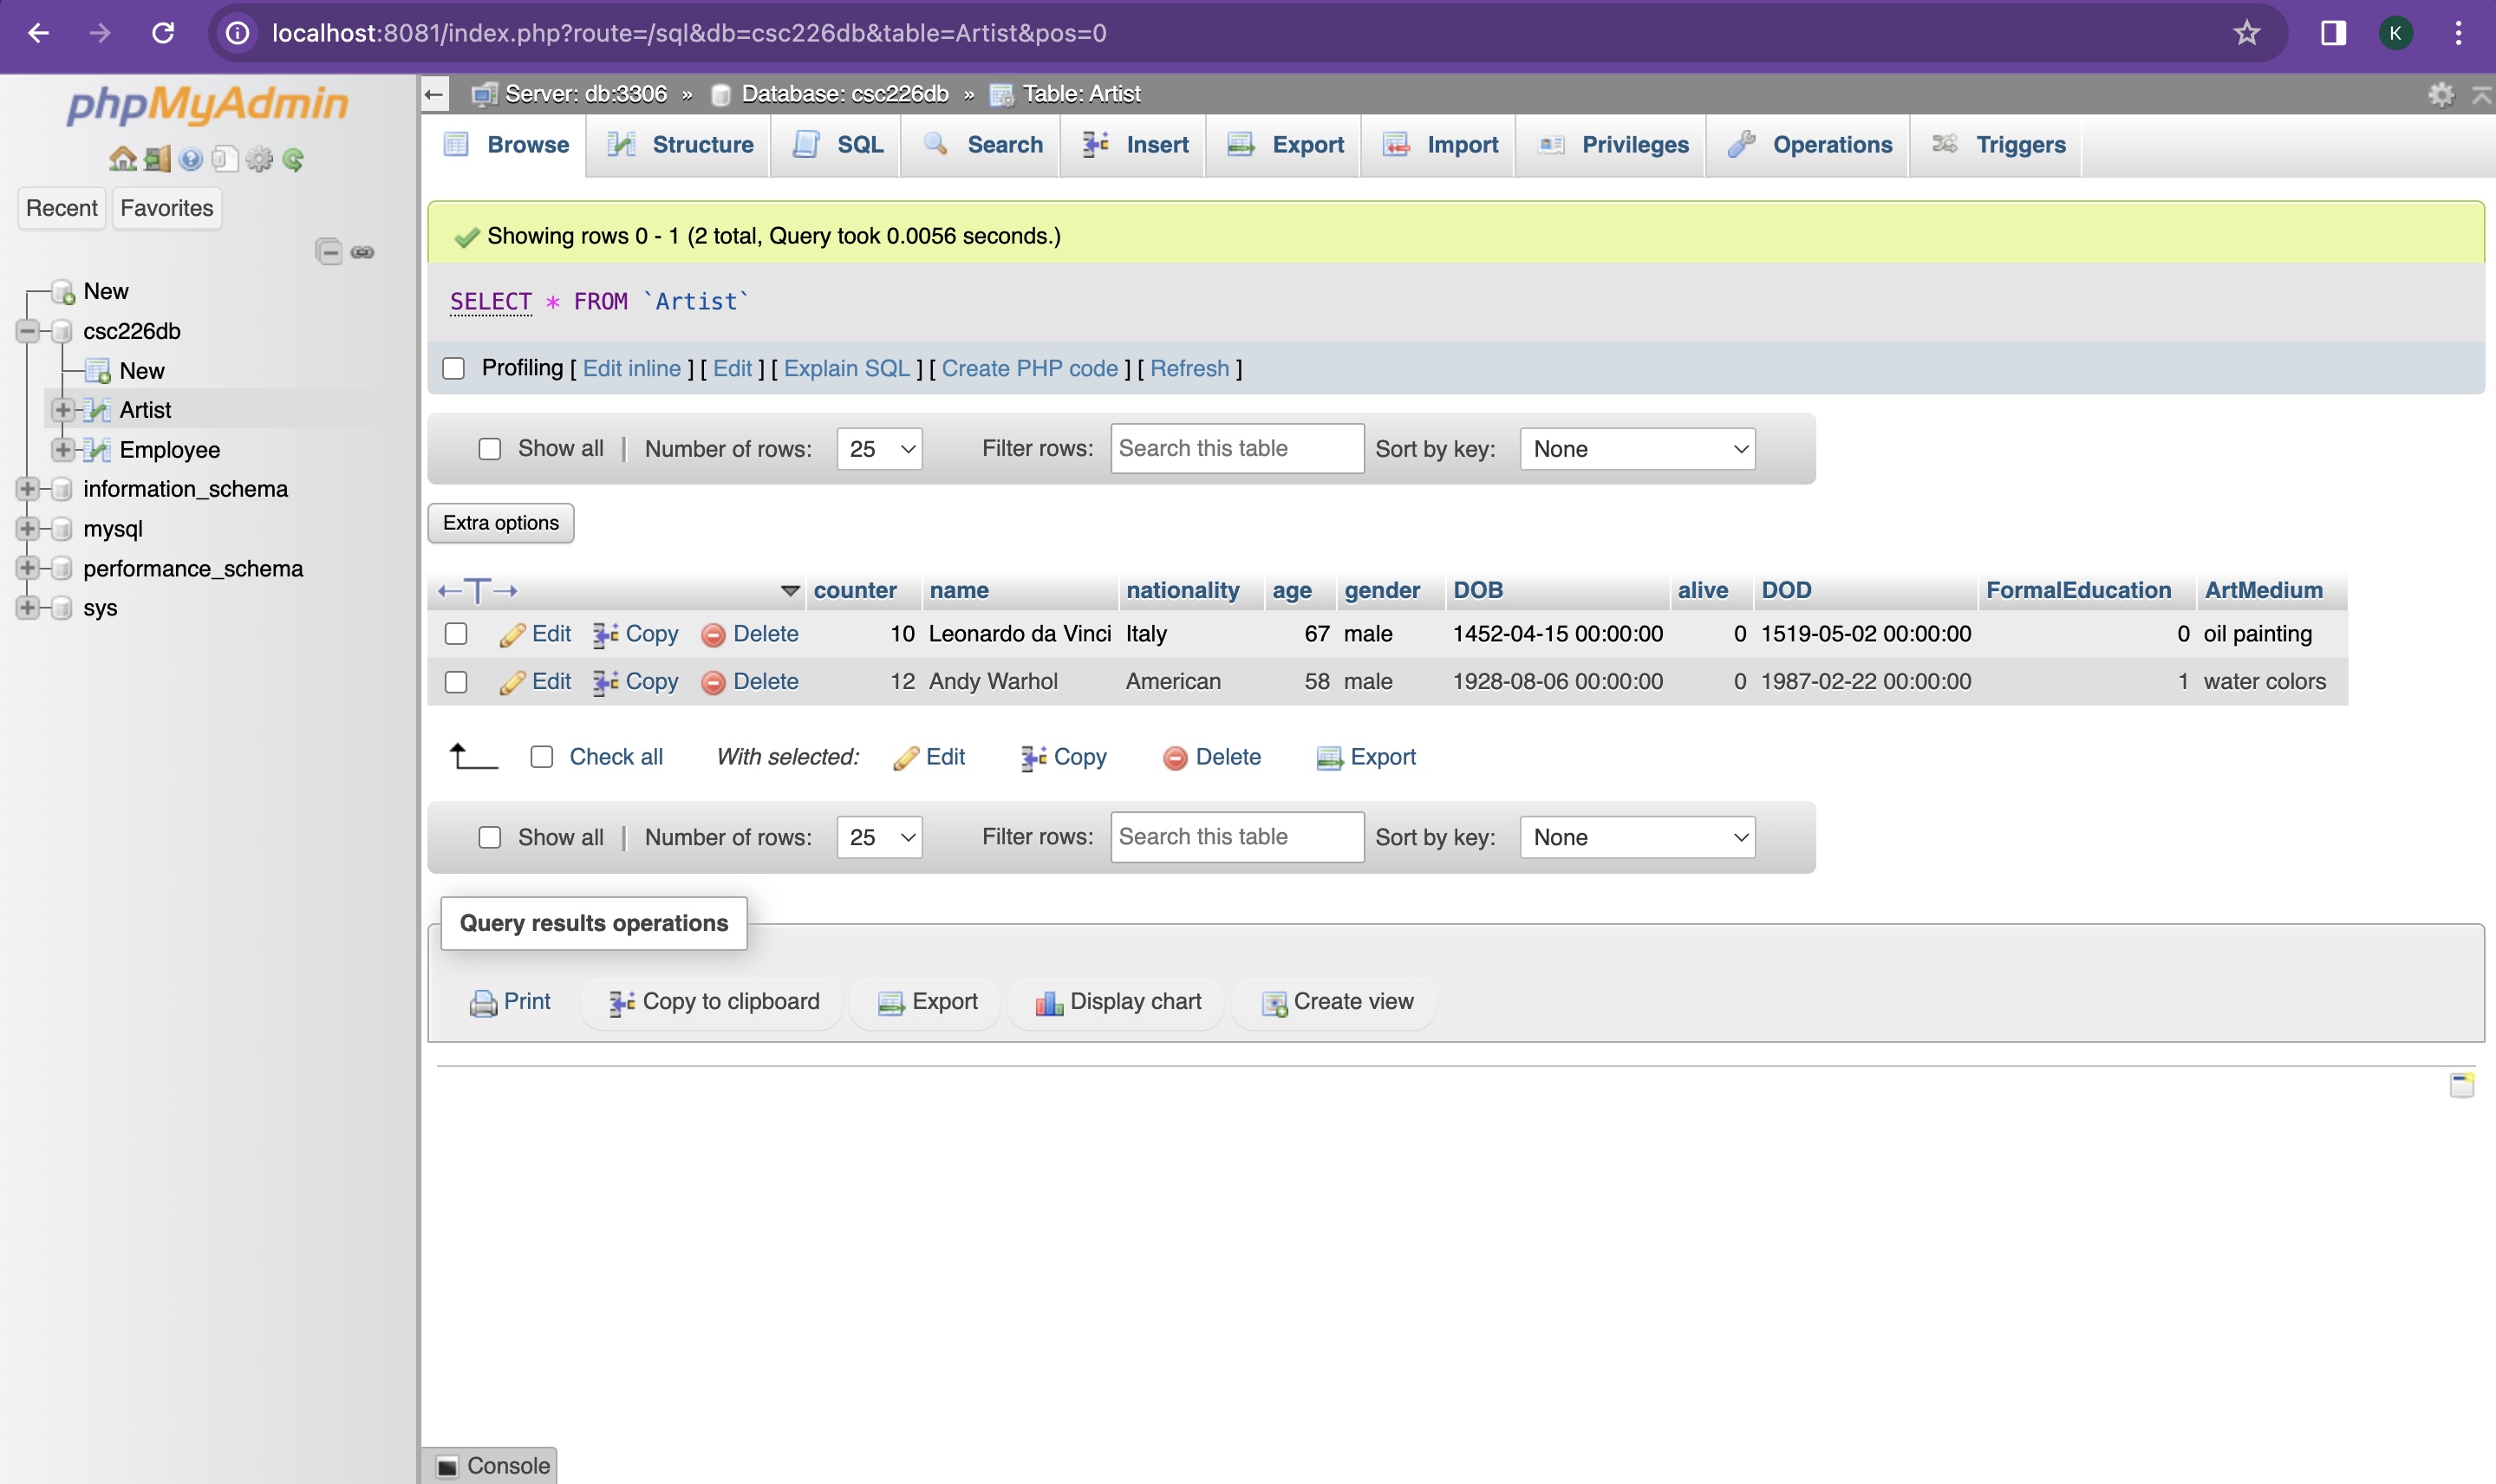 localhost:8081/index.php?route=/sql&db=csc226db&table=Artist&pos=0
K
phpMyAdmin
Recent Favorites
New
csc226db
New
Artist
Employee
information_schema
mysql
performance_schema
sys
Server: db:3306 » Database: csc226db » Table: Artist
Browse Structure SQL Search Insert Export Import Privileges Operations Triggers
Showing rows 0 - 1 (2 total, Query took 0.0056 seconds.)
SELECT * FROM `Artist`
Profiling [ Edit inline ] [ Edit ] [ Explain SQL ] [ Create PHP code ] [ Refresh ]
Show all | Number of rows: 25 Filter rows: Search this table Sort by key: None
Extra options
←T→ counter name nationality age gender DOB alive DOD FormalEducation ArtMedium
Edit Copy Delete 10 Leonardo da Vinci Italy 67 male 1452-04-15 00:00:00 0 1519-05-02 00:00:00 0 oil painting
Edit Copy Delete 12 Andy Warhol American 58 male 1928-08-06 00:00:00 0 1987-02-22 00:00:00 1 water colors
Check all With selected: Edit Copy Delete Export
Show all | Number of rows: 25 Filter rows: Search this table Sort by key: None
Query results operations
Print Copy to clipboard Export Display chart Create view
Console